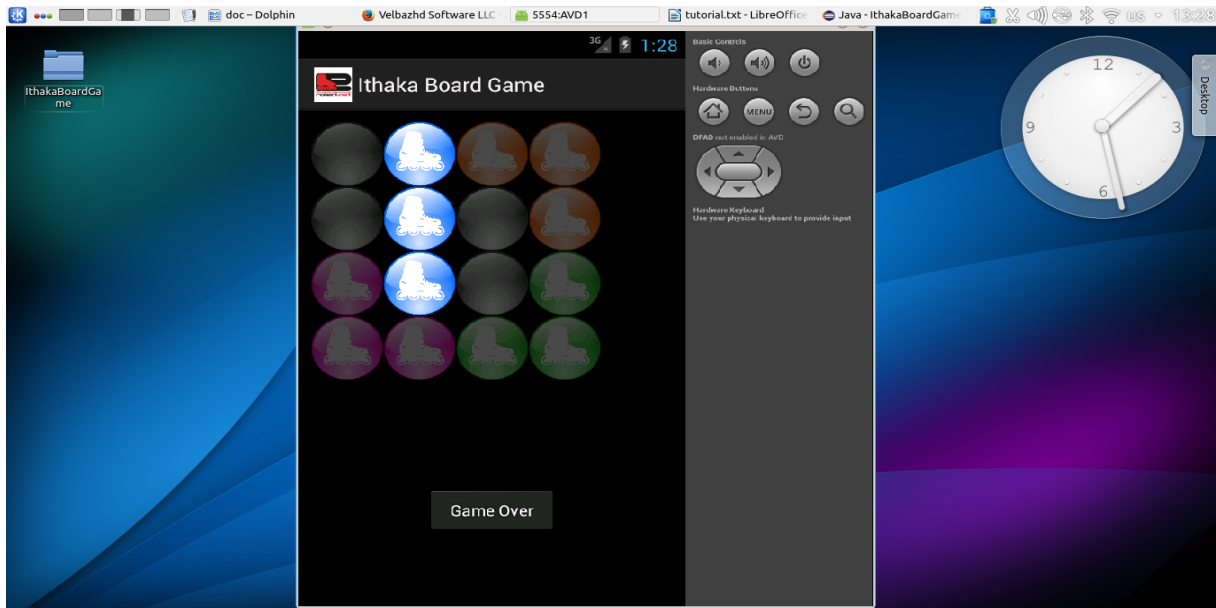 doc – Dolphin
Velbazhd Software LLC
5554:AVD1
tutorial.txt - LibreOffice
Java - IthakaBoardGame
us
13:28
IthakaBoardGa
me
3G
1:28
Ithaka Board Game
Game Over
Basic Controls
Hardware Buttons
MENU
DPAD not enabled in AVD
Hardware Keyboard
Use your physical keyboard to provide input
12
9
3
6
Desktop